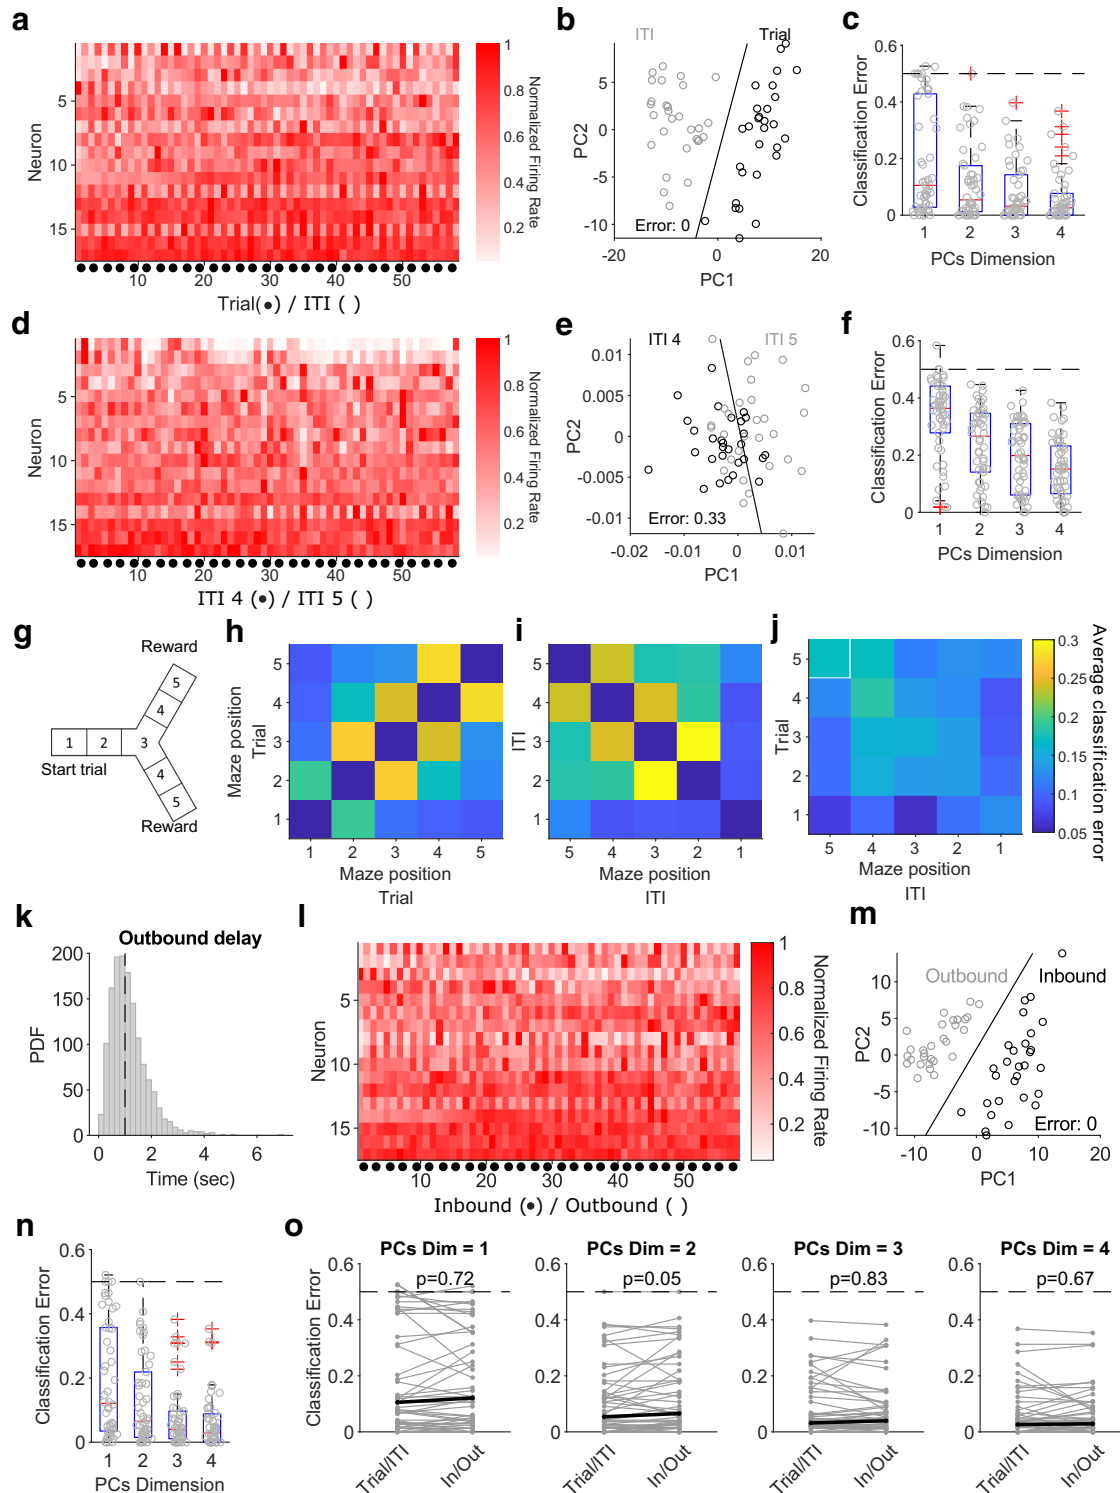 a
Neuron
5
10
15
10 20 30 40 50
Trial(●) / ITI ( )
1
0.8
0.6
0.4
0.2
Normalized Firing Rate
b
ITI
Trial
PC2
5
0
-5
-10
Error: 0
-20 0 20
PC1
c
Classification Error
0.6
0.4
0.2
0
1 2 3 4
PCs Dimension
d
Neuron
5
10
15
10 20 30 40 50
ITI 4 (●) / ITI 5 ( )
1
0.8
0.6
0.4
0.2
Normalized Firing Rate
e
ITI 4
ITI 5
PC2
0.01
0.005
0
-0.005
-0.01
Error: 0.33
-0.02 -0.01 0 0.01
PC1
f
Classification Error
0.6
0.4
0.2
0
1 2 3 4
PCs Dimension
g
Reward
5
4
1 2 3
Start trial
4
5
Reward
h
Maze position
Trial
5
4
3
2
1
1 2 3 4 5
Maze position
Trial
i
ITI
5
4
3
2
1
5 4 3 2 1
Maze position
ITI
j
Trial
5
4
3
2
1
5 4 3 2 1
Maze position
ITI
0.3
0.25
0.2
0.15
0.1
0.05
Average classification error
k
Outbound delay
PDF
200
150
100
50
0
0 2 4 6
Time (sec)
l
Neuron
5
10
15
10 20 30 40 50
Inbound (●) / Outbound ( )
1
0.8
0.6
0.4
0.2
Normalized Firing Rate
m
Outbound
Inbound
PC2
10
5
0
-5
-10
Error: 0
-10 0 10 20
PC1
n
Classification Error
0.6
0.4
0.2
0
1 2 3 4
PCs Dimension
o
Classification Error
PCs Dim = 1
p=0.72
0.6
0.4
0.2
0
Trial/ITI In/Out
PCs Dim = 2
p=0.05
0.6
0.4
0.2
0
Trial/ITI In/Out
PCs Dim = 3
p=0.83
0.6
0.4
0.2
0
Trial/ITI In/Out
PCs Dim = 4
p=0.67
0.6
0.4
0.2
0
Trial/ITI In/Out